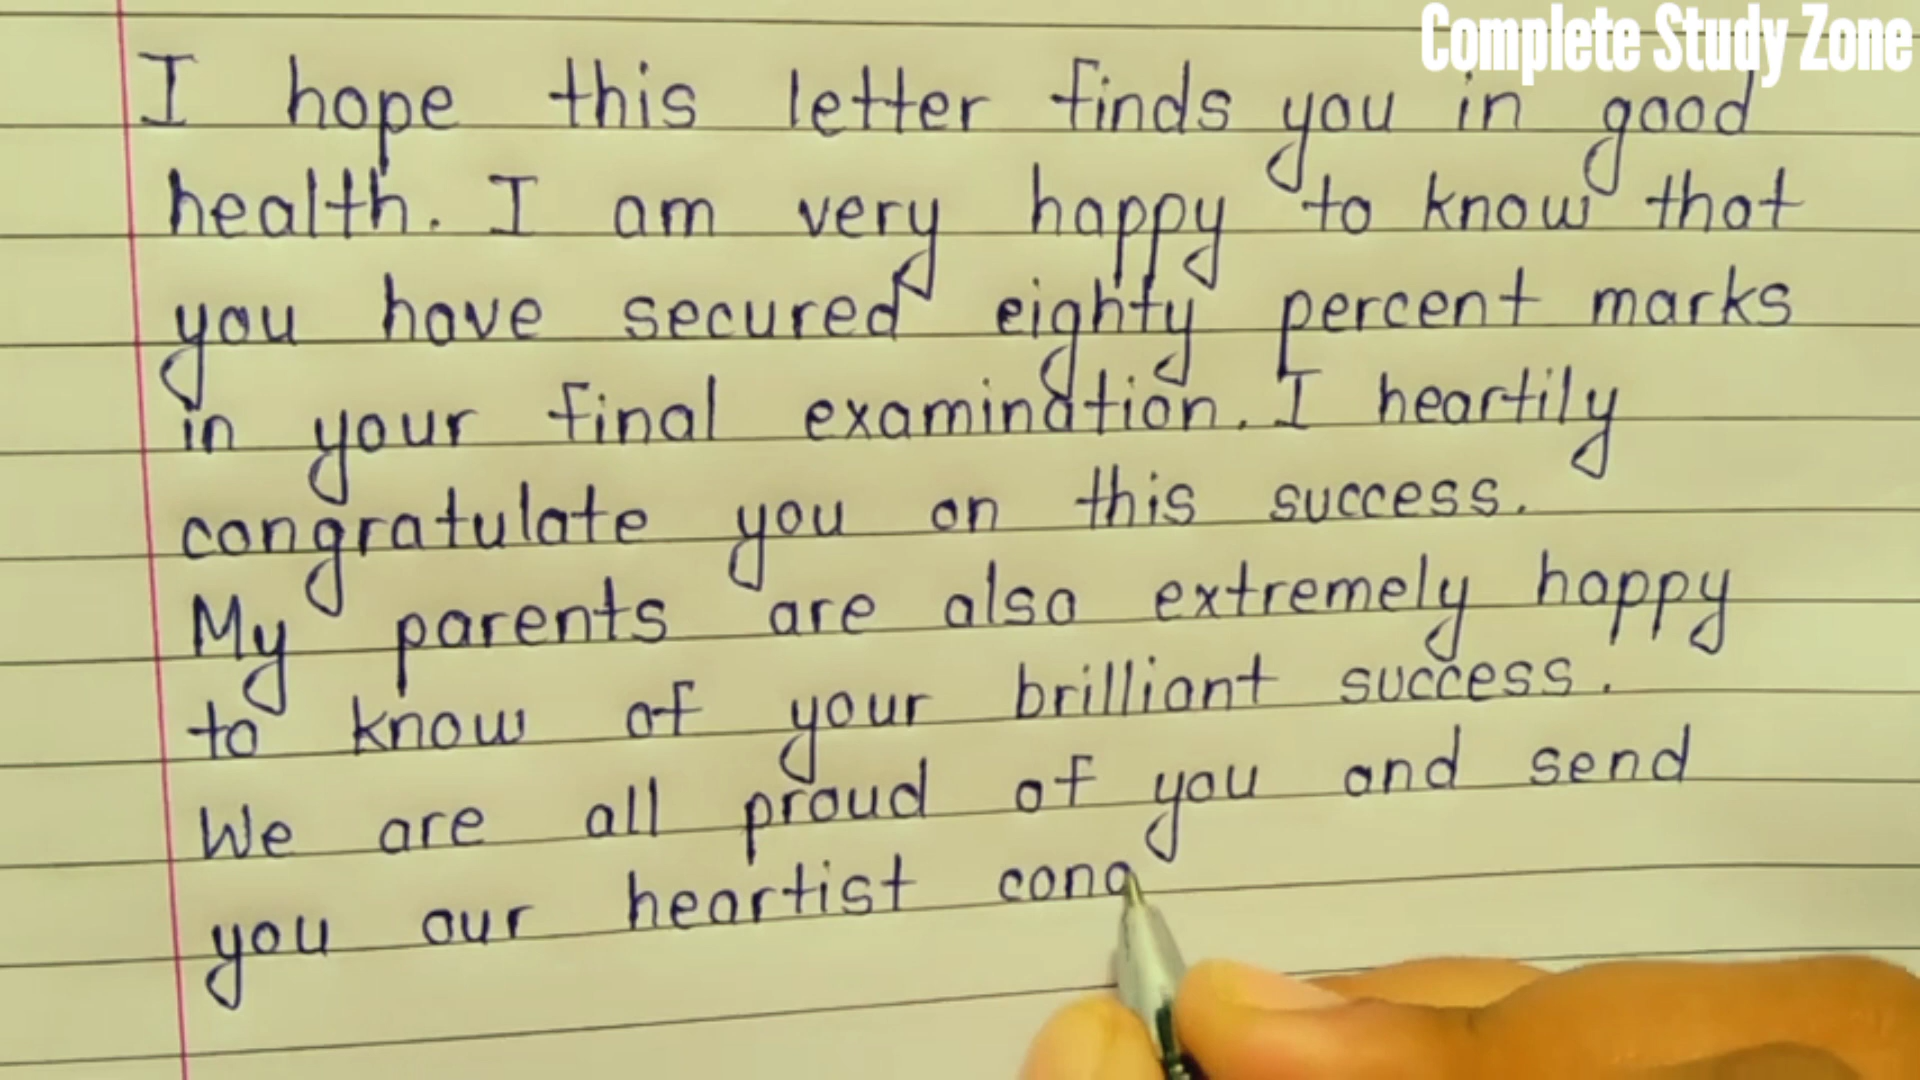 Complete Study Zone
I hope this letter finds you in good
health. I am very happy to know that
you have secured eighty percent marks
in your final examination. I heartily
congratulate you on this success.
My parents are also extremely happy
to know of your brilliant success.
We are all proud of you and send
you our heartist cong